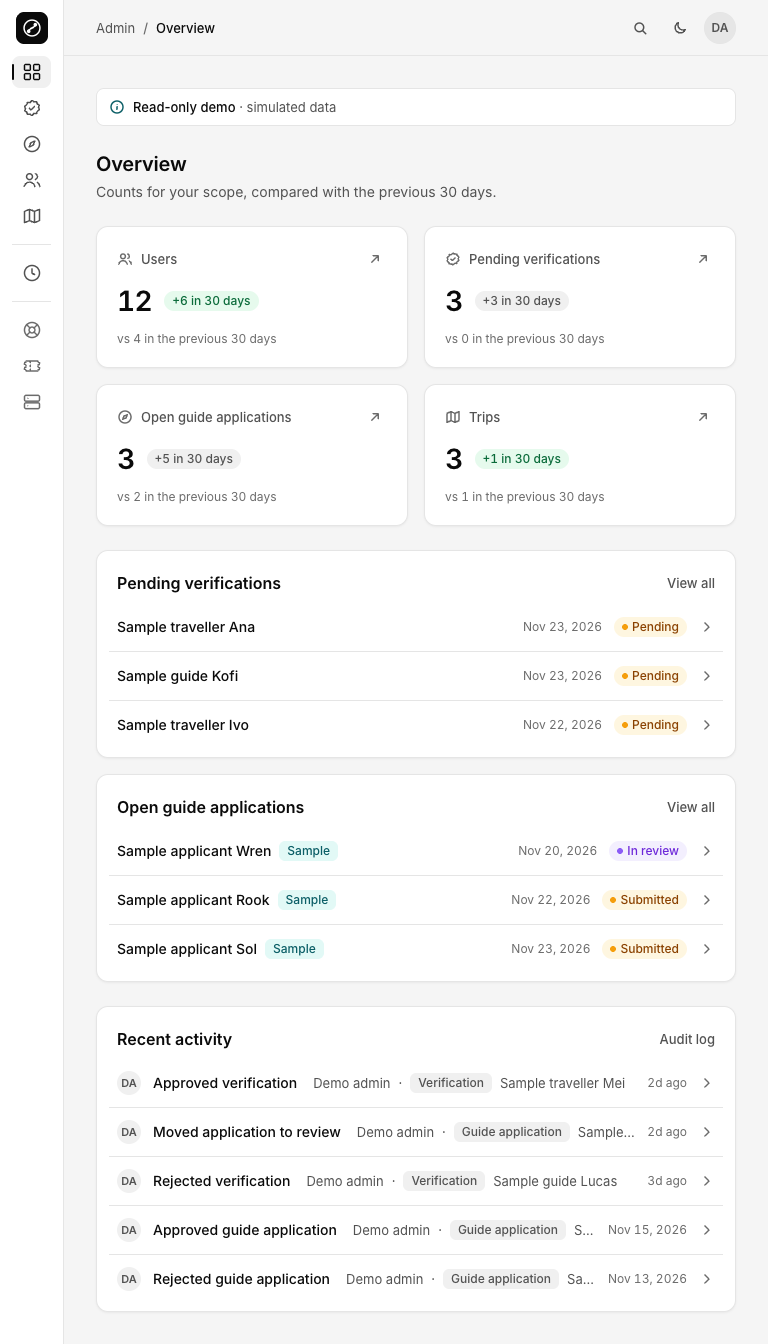 Admin / Overview
DA
Read-only demo · simulated data
Overview
Counts for your scope, compared with the previous 30 days.
Users
12 +6 in 30 days
vs 4 in the previous 30 days
Pending verifications
3 +3 in 30 days
vs 0 in the previous 30 days
Open guide applications
3 +5 in 30 days
vs 2 in the previous 30 days
Trips
3 +1 in 30 days
vs 1 in the previous 30 days
Pending verifications View all
Sample traveller Ana Nov 23, 2026 Pending
Sample guide Kofi Nov 23, 2026 Pending
Sample traveller Ivo Nov 22, 2026 Pending
Open guide applications View all
Sample applicant Wren Sample Nov 20, 2026 In review
Sample applicant Rook Sample Nov 22, 2026 Submitted
Sample applicant Sol Sample Nov 23, 2026 Submitted
Recent activity Audit log
DA Approved verification Demo admin · Verification Sample traveller Mei 2d ago
DA Moved application to review Demo admin · Guide application Sample... 2d ago
DA Rejected verification Demo admin · Verification Sample guide Lucas 3d ago
DA Approved guide application Demo admin · Guide application S... Nov 15, 2026
DA Rejected guide application Demo admin · Guide application Sa... Nov 13, 2026